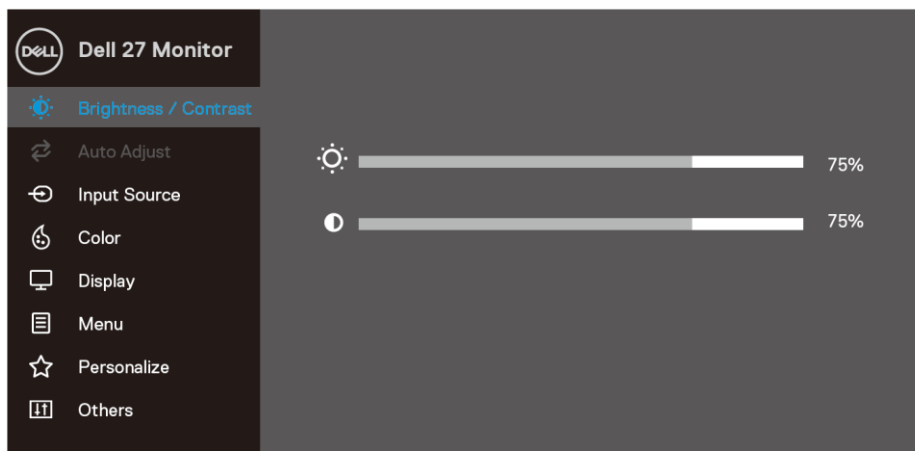 DELL Dell 27 Monitor
Brightness / Contrast
Auto Adjust
75%
Input Source
75%
Color
Display
Menu
Personalize
Others